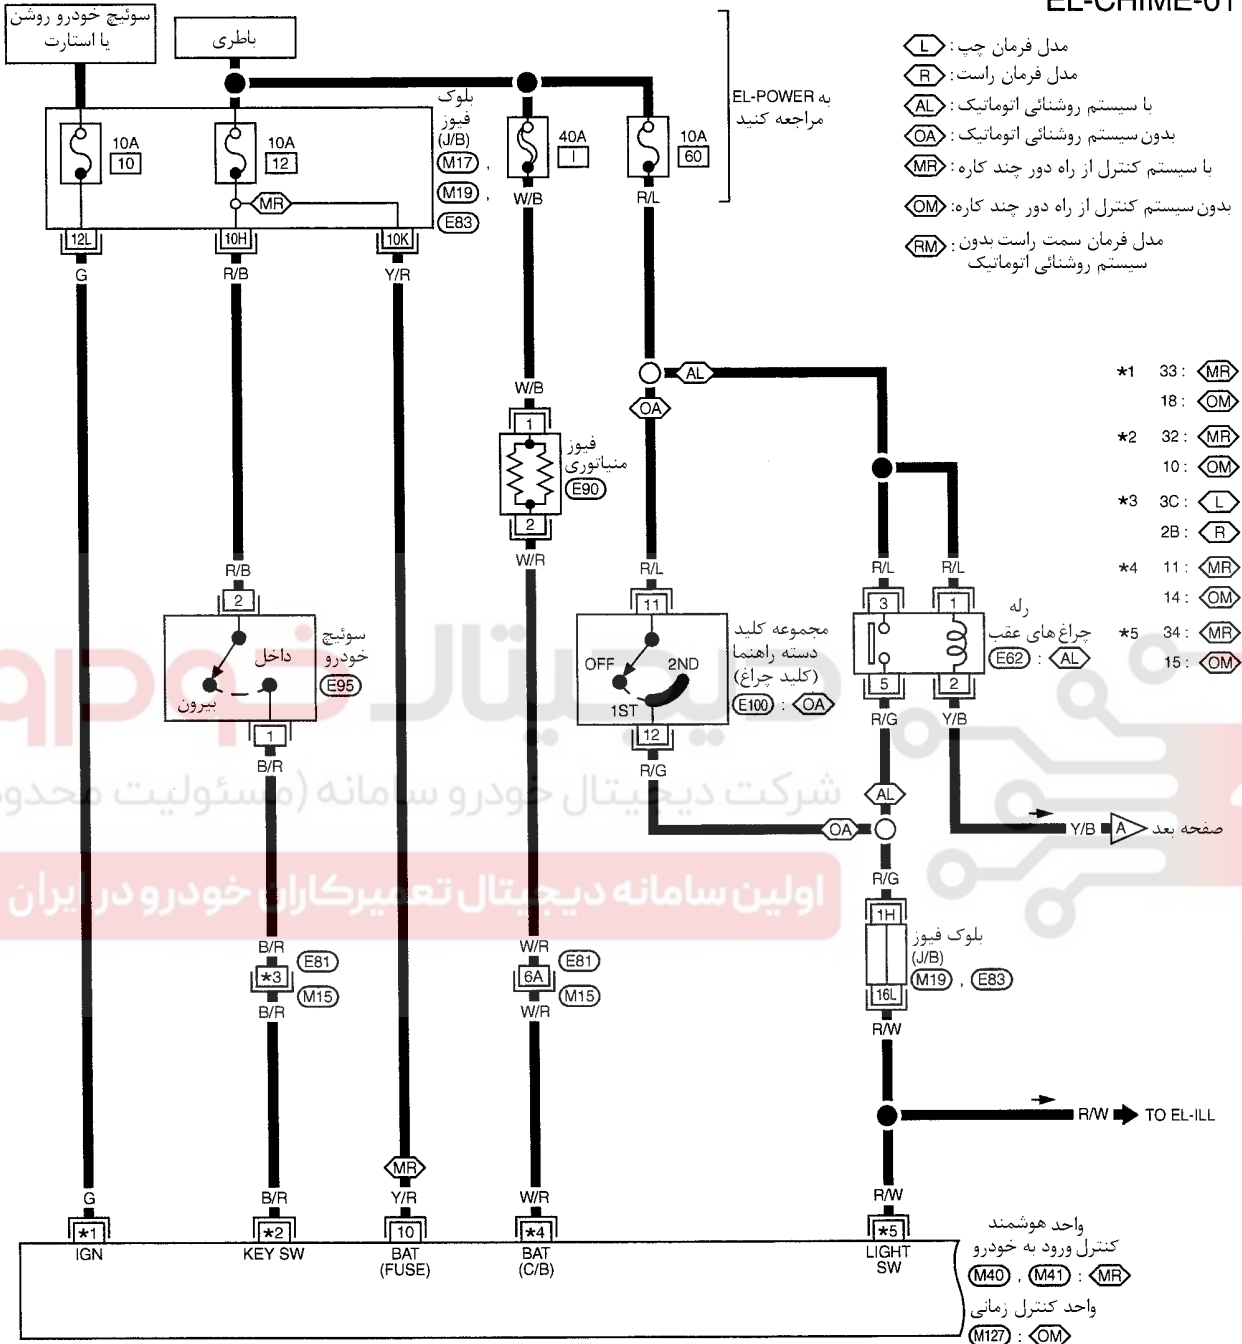 EL-CHIME-01
سوئیچ خودرو روشن
یا استارت
باطری
به EL-POWER
مراجعه کنید
مدل فرمان چپ: L
مدل فرمان راست: R
با سیستم روشنائی اتوماتیک: AL
بدون سیستم روشنائی اتوماتیک: OA
با سیستم کنترل از راه دور چند کاره: MR
بدون سیستم کنترل از راه دور چند کاره: OM
مدل فرمان سمت راست بدون: RM
سیستم روشنائی اتوماتیک
بلوک
فیوز
(J/B)
M17 ,
M19 ,
E83
10A
10
10A
12
40A
I
10A
60
MR
12L
10H
10K
G
R/B
Y/R
W/B
R/L
AL
OA
*1 33: MR
18: OM
*2 32: MR
10: OM
*3 3C: L
2B: R
*4 11: MR
14: OM
*5 34: MR
15: OM
W/B
1
فیوز
منیاتوری
E90
2
W/R
R/B
2
سوئیچ
خودرو
E95
داخل
بیرون
1
B/R
R/L
11
مجموعه کلید
دسته راهنما
(کلید چراغ)
E100 : OA
OFF
2ND
1ST
12
R/G
R/L
R/L
3
1
رله
چراغ های عقب
E62 : AL
5
2
R/G
Y/B
AL
OA
Y/B
A
صفحه بعد
دیجیتال خودرو
شرکت دیجیتال خودرو سامانه (مسئولیت محدود
اولین سامانه دیجیتال تعمیرکاران خودرو در ایران
R/G
1H
بلوک فیوز
(J/B)
M19 , E83
16L
R/W
B/R
*3
E81
M15
B/R
W/R
6A
E81
M15
W/R
R/W
TO EL-ILL
MR
G
B/R
Y/R
W/R
R/W
*1
*2
10
*4
*5
IGN
KEY SW
BAT
(FUSE)
BAT
(C/B)
LIGHT
SW
واحد هوشمند
کنترل ورود به خودرو
M40 , M41 : MR
واحد کنترل زمانی
M127 : OM